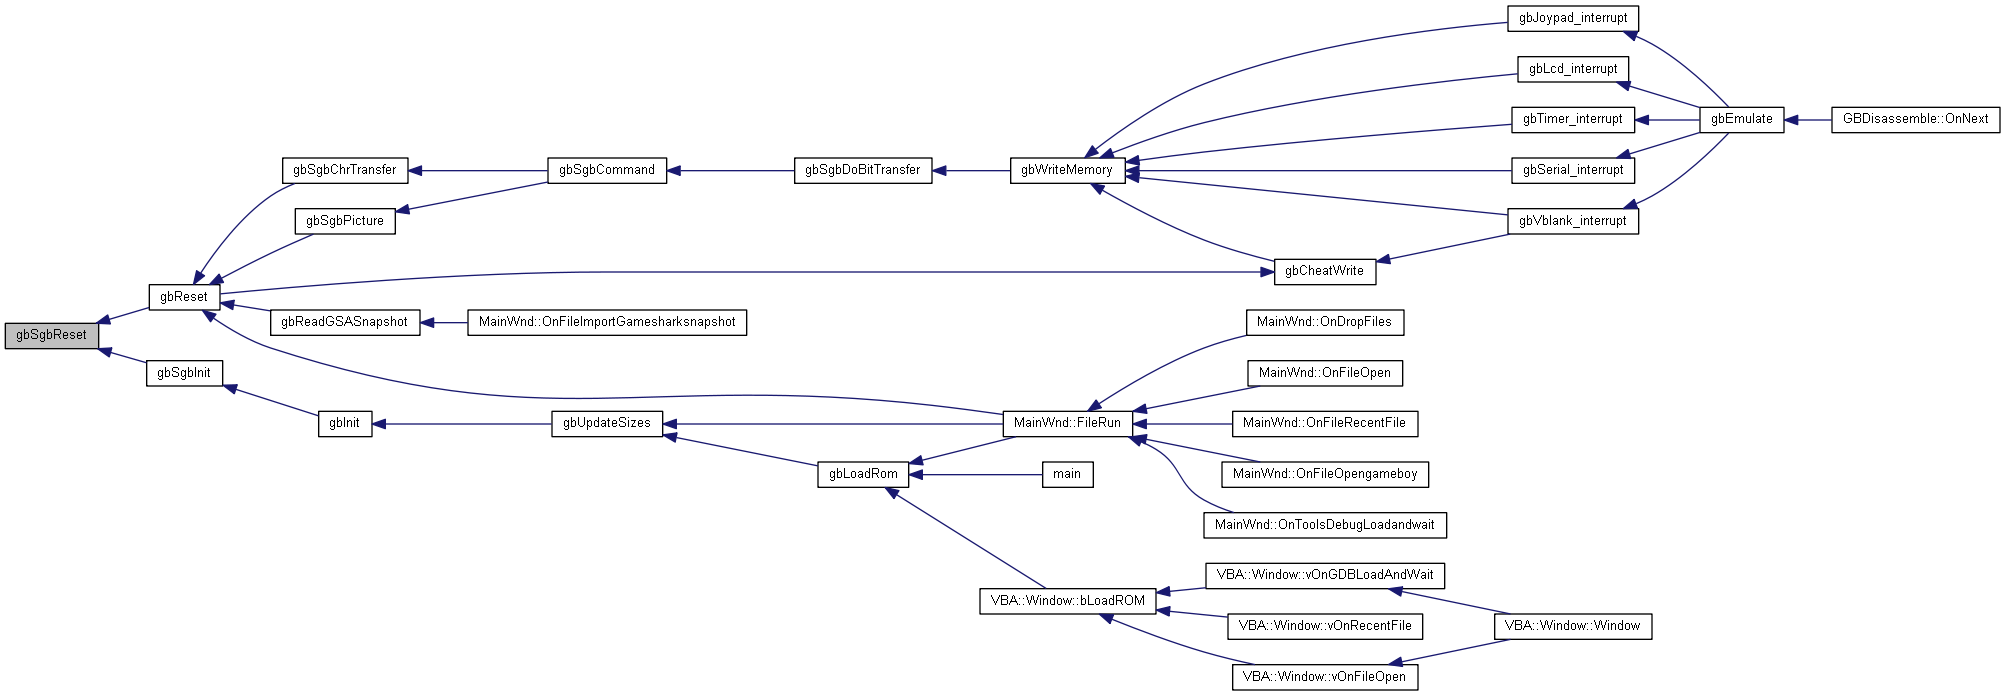 gbJoypad_interrupt
gbLcd_interrupt
gbTimer_interrupt
gbEmulate
GBDisassemble::OnNext
gbSgbChrTransfer
gbSgbCommand
gbSgbDoBitTransfer
gbWriteMemory
gbSerial_interrupt
gbSgbPicture
gbVblank_interrupt
gbCheatWrite
gbReset
gbReadGSASnapshot
MainWnd::OnFileImportGamesharksnapshot
MainWnd::OnDropFiles
gbSgbReset
gbSgbInit
MainWnd::OnFileOpen
gbInit
gbUpdateSizes
MainWnd::FileRun
MainWnd::OnFileRecentFile
gbLoadRom
main
MainWnd::OnFileOpengameboy
MainWnd::OnToolsDebugLoadandwait
VBA::Window::vOnGDBLoadAndWait
VBA::Window::bLoadROM
VBA::Window::vOnRecentFile
VBA::Window::Window
VBA::Window::vOnFileOpen